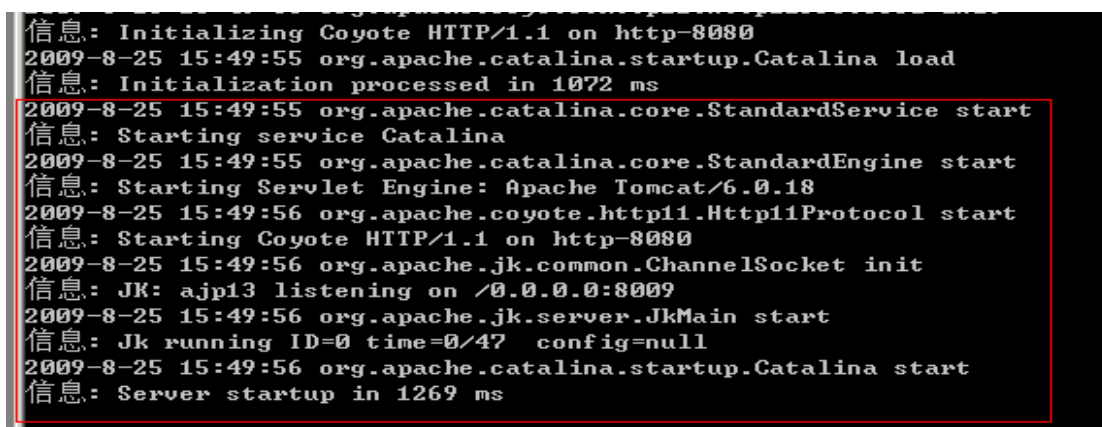 信息: Initializing Coyote HTTP/1.1 on http-8080
2009-8-25 15:49:55 org.apache.catalina.startup.Catalina load
信息: Initialization processed in 1072 ms
2009-8-25 15:49:55 org.apache.catalina.core.StandardService start
信息: Starting service Catalina
2009-8-25 15:49:55 org.apache.catalina.core.StandardEngine start
信息: Starting Servlet Engine: Apache Tomcat/6.0.18
2009-8-25 15:49:56 org.apache.coyote.http11.Http11Protocol start
信息: Starting Coyote HTTP/1.1 on http-8080
2009-8-25 15:49:56 org.apache.jk.common.ChannelSocket init
信息: JK: ajp13 listening on /0.0.0.0:8009
2009-8-25 15:49:56 org.apache.jk.server.JkMain start
信息: Jk running ID=0 time=0/47  config=null
2009-8-25 15:49:56 org.apache.catalina.startup.Catalina start
信息: Server startup in 1269 ms